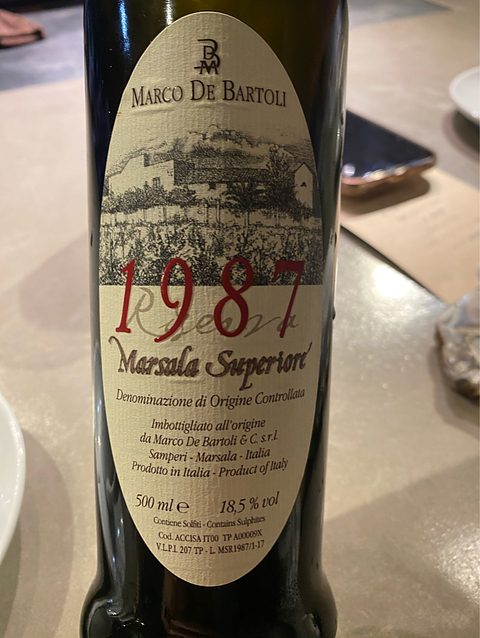 BM
MARCO DE BARTOLI
1987
Riserva
Marsala Superiore
Denominazione di Origine Controllata
Imbottigliato all'origine
da Marco De Bartoli & C. s.r.l.
Samperi - Marsala - Italia
Prodotto in Italia - Product of Italy
500 ml e 18,5 % vol
Contiene Solfiti - Contains Sulphites
Cod. ACCISA IT00 TP A00009X
V.L.P.I. 207 TP - L. MSR1987/1-17